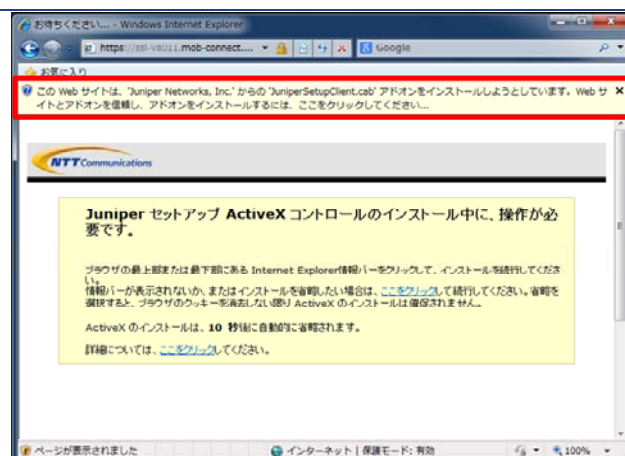 お待ちください... - Windows Internet Explorer
mob-connect....
Google
お気に入り
この Web サイトは、'Juniper Networks, Inc.' からの 'JuniperSetupClient.cab' アドオンをインストールしようとしています。Web サ
イトとアドオンを信頼し、アドオンをインストールするには、ここをクリックしてください...
NTT Communications
Juniper セットアップ ActiveX コントロールのインストール中に、操作が必
要です。
ブラウザの最上部または最下部にある Internet Explorer情報バーをクリックして、インストールを続行してくださ
い。
情報バーが表示されないか、またはインストールを省略したい場合は、ここをクリックして続行してください。省略を
選択すると、ブラウザのクッキーを消去しない限り ActiveX のインストールは催促されません。
ActiveX のインストールは、10 秒後に自動的に省略されます。
詳細については、ここをクリックしてください。
ページが表示されました
インターネット | 保護モード: 有効
100%